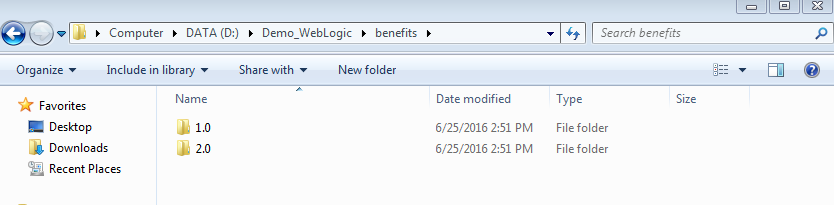 Computer DATA (D:) Demo_WebLogic benefits Search benefits
Organize Include in library Share with New folder
Name Date modified Type Size
Favorites
Desktop
Downloads
Recent Places
1.0 6/25/2016 2:51 PM File folder
2.0 6/25/2016 2:51 PM File folder